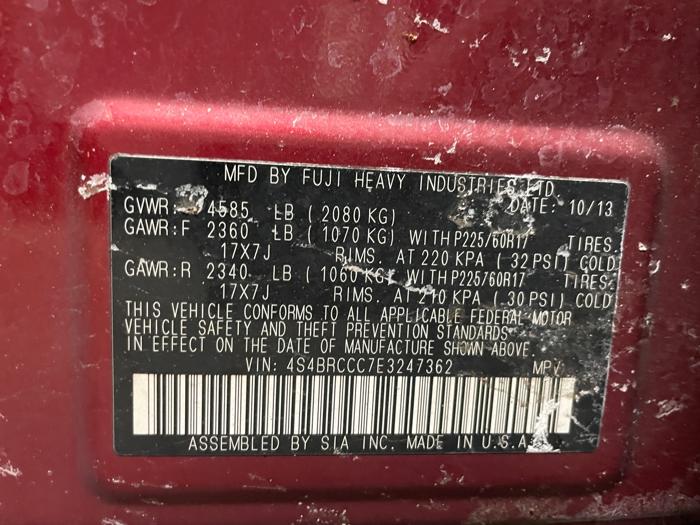 MFD BY FUJI HEAVY INDUSTRIES LTD.
GVWR: 4585 LB ( 2080 KG) DATE: 10/13
GAWR:F 2360 LB ( 1070 KG) WITH P225/60R17 TIRES,
17X7J RIMS, AT 220 KPA ( 32 PSI) COLD
GAWR:R 2340 LB ( 1060 KG) WITH P225/60R17 TIRES,
17X7J RIMS, AT 210 KPA ( 30 PSI) COLD
THIS VEHICLE CONFORMS TO ALL APPLICABLE FEDERAL MOTOR
VEHICLE SAFETY AND THEFT PREVENTION STANDARDS
IN EFFECT ON THE DATE OF MANUFACTURE SHOWN ABOVE.
VIN: 4S4BRCCC7E3247362 MPV
ASSEMBLED BY SIA INC. MADE IN U.S.A.